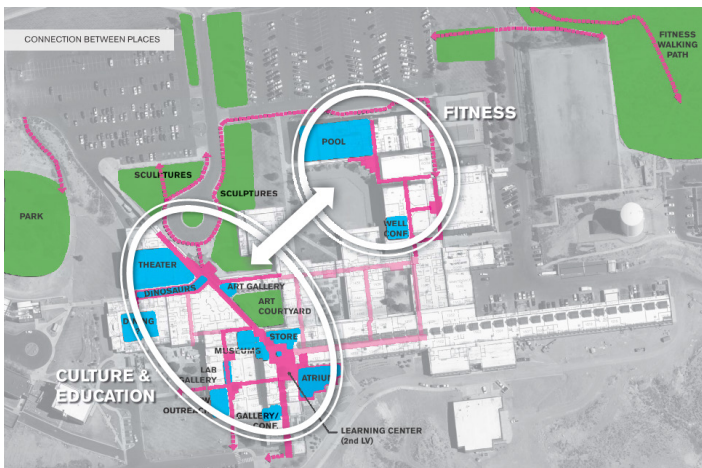 CONNECTION BETWEEN PLACES
FITNESS
WALKING
PATH
FITNESS
POOL
SCULPTURES
SCULPTURES
PARK
WELL
CONF.
THEATER
DINOSAURS
ART GALLERY
ART
COURTYARD
DINING
STORE
MUSEUMS
LAB
GALLERY
ATRIUM
CULTURE &
EDUCATION
OUTREACH
GALLERY/
CONF.
LEARNING CENTER
(2nd LV)